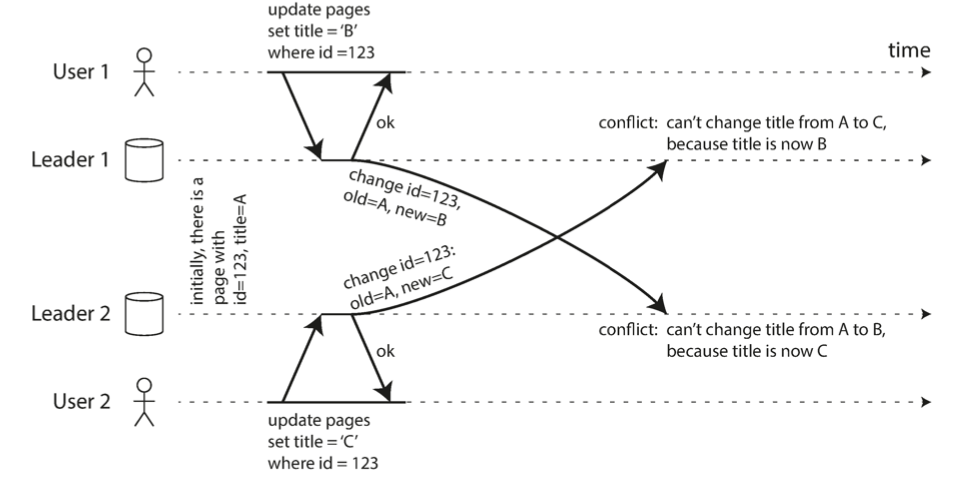 update pages
set title = ‘B’
where id =123
time
User 1
ok
conflict: can’t change title from A to C,
because title is now B
Leader 1
change id=123,
old=A, new=B
initially, there is a
page with
id=123, title=A
change id=123:
old=A, new=C
Leader 2
conflict: can’t change title from A to B,
because title is now C
ok
User 2
update pages
set title = ‘C’
where id = 123